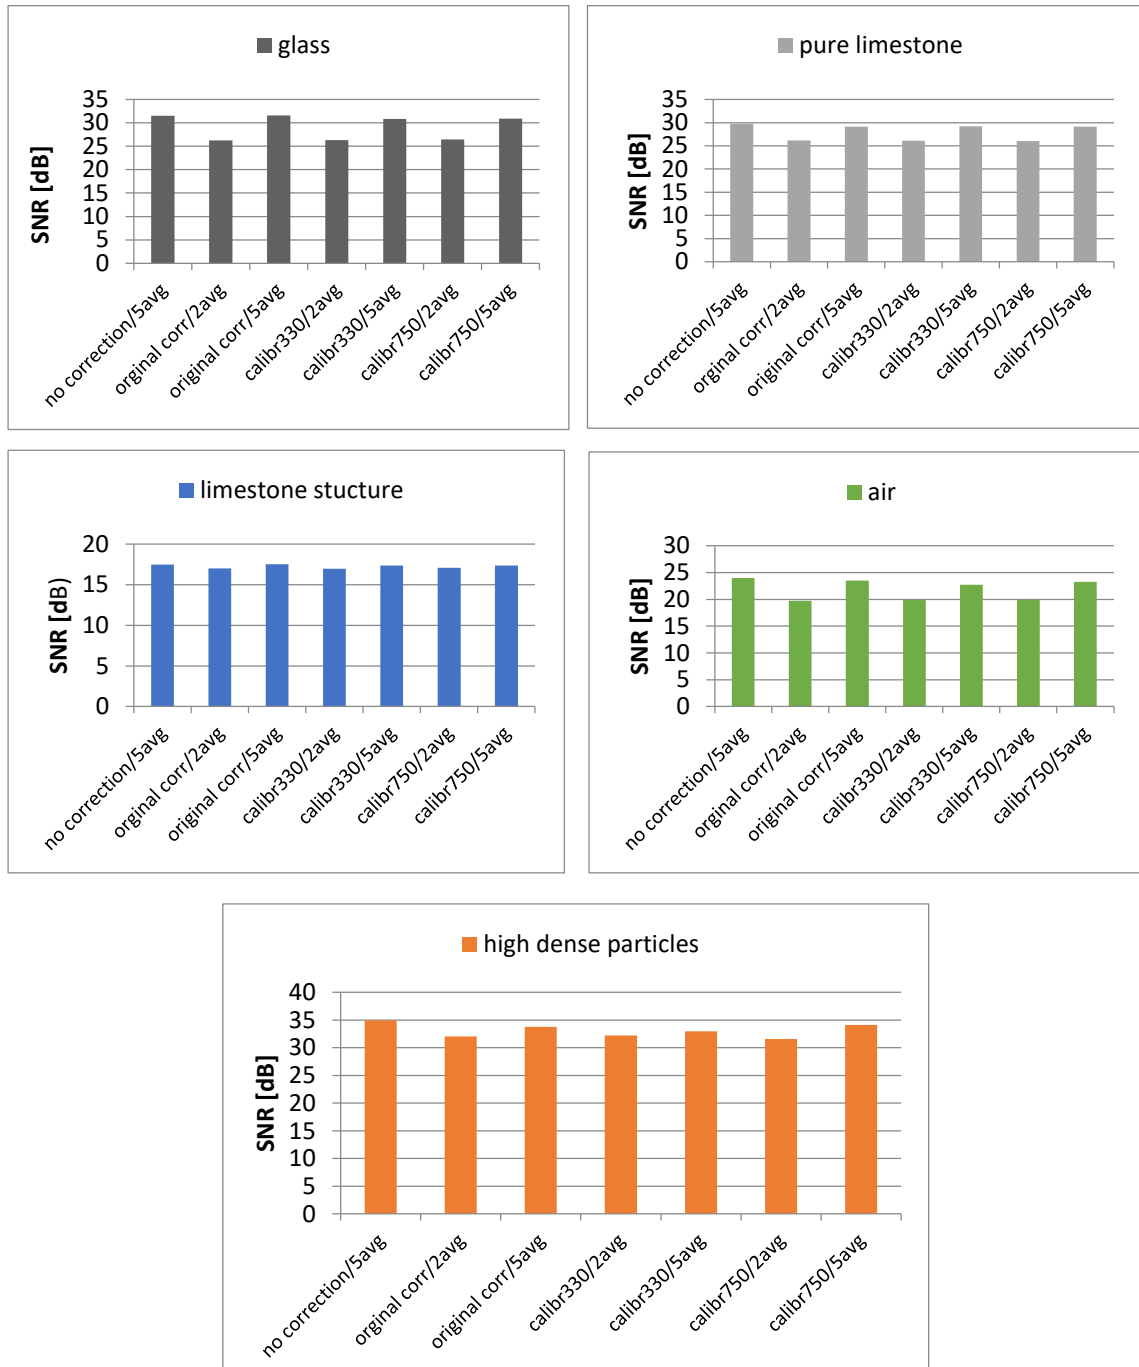 glass
SNR [dB]
35
30
25
20
15
10
5
0
no correction/5avg
orginal corr/2avg
original corr/5avg
calibr330/2avg
calibr330/5avg
calibr750/2avg
calibr750/5avg
pure limestone
SNR [dB]
35
30
25
20
15
10
5
0
no correction/5avg
orginal corr/2avg
original corr/5avg
calibr330/2avg
calibr330/5avg
calibr750/2avg
calibr750/5avg
limestone stucture
SNR [dB)
20
15
10
5
0
no correction/5avg
orginal corr/2avg
original corr/5avg
calibr330/2avg
calibr330/5avg
calibr750/2avg
calibr750/5avg
air
SNR [dB]
30
25
20
15
10
5
0
no correction/5avg
orginal corr/2avg
original corr/5avg
calibr330/2avg
calibr330/5avg
calibr750/2avg
calibr750/5avg
high dense particles
SNR [dB]
40
35
30
25
20
15
10
5
0
no correction/5avg
orginal corr/2avg
original corr/5avg
calibr330/2avg
calibr330/5avg
calibr750/2avg
calibr750/5avg